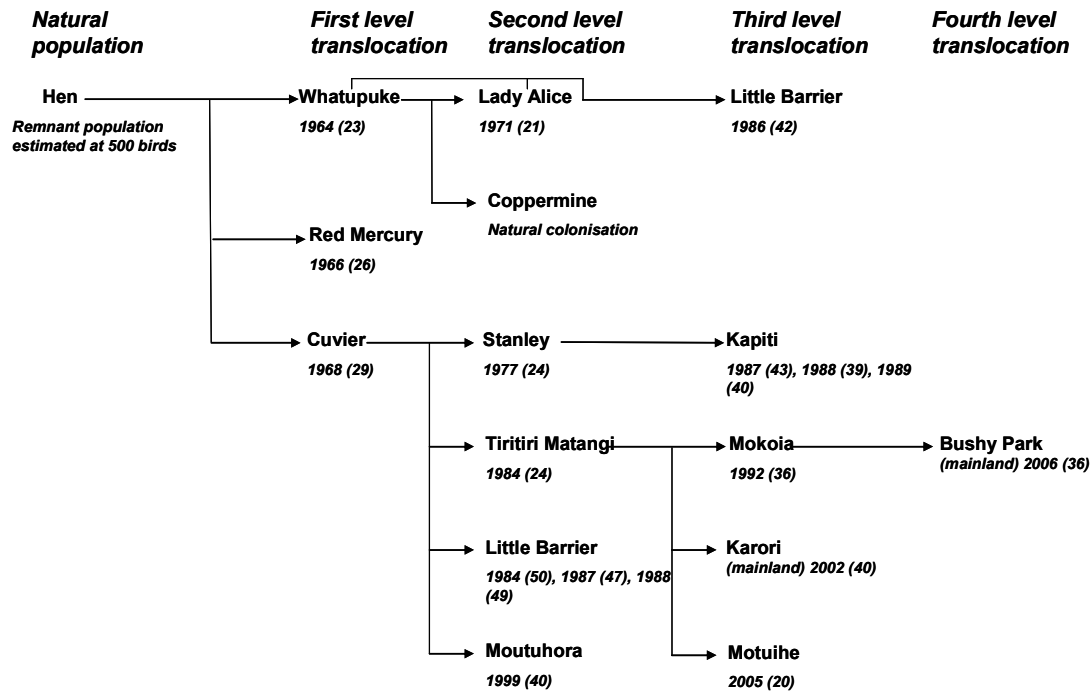 Natural population
First level translocation
Second level translocation
Third level translocation
Fourth level translocation
Hen
Remnant population
estimated at 500 birds
Whatupuke
1964 (23)
Lady Alice
1971 (21)
Little Barrier
1986 (42)
Coppermine
Natural colonisation
Red Mercury
1966 (26)
Cuvier
1968 (29)
Stanley
1977 (24)
Kapiti
1987 (43), 1988 (39), 1989
(40)
Tiritiri Matangi
1984 (24)
Mokoia
1992 (36)
Bushy Park
(mainland) 2006 (36)
Little Barrier
1984 (50), 1987 (47), 1988
(49)
Karori
(mainland) 2002 (40)
Moutuhora
1999 (40)
Motuihe
2005 (20)